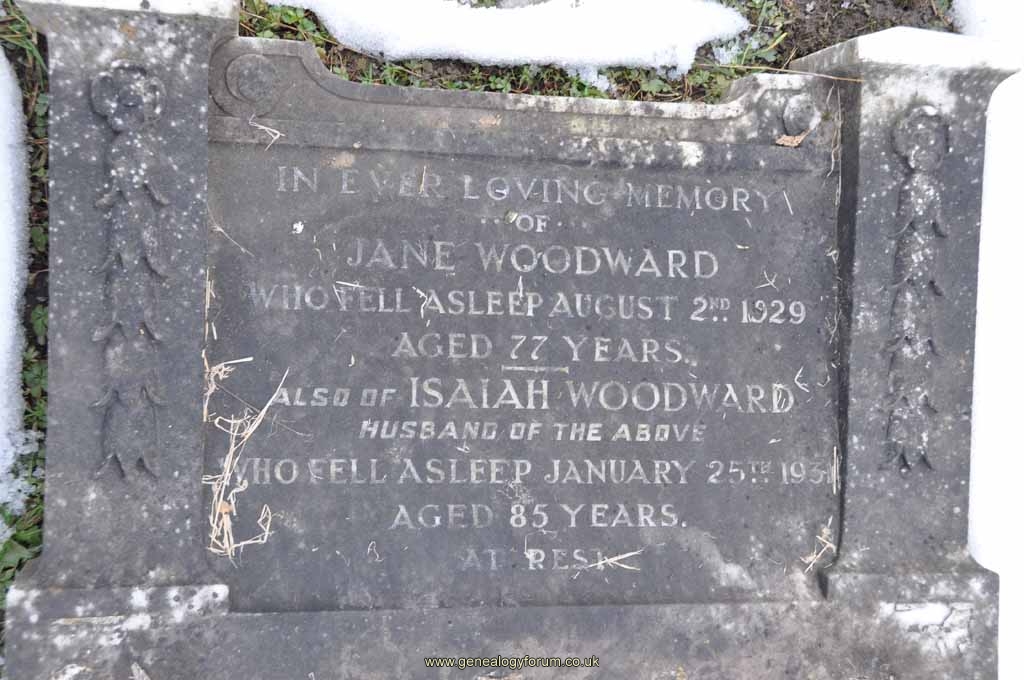 IN EVER LOVING MEMORY
OF
JANE WOODWARD
WHO FELL ASLEEP AUGUST 2ND 1929
AGED 77 YEARS.
ALSO OF ISAIAH WOODWARD
HUSBAND OF THE ABOVE
WHO FELL ASLEEP JANUARY 25TH
AGED 85 YEARS.
AT REST
www.genealogyforum.co.uk